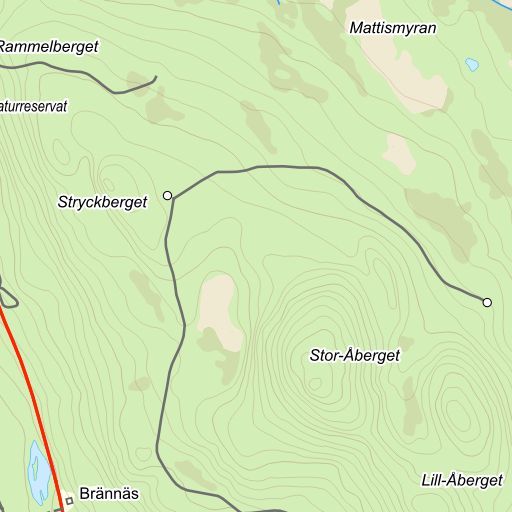 Mattismyran
Rammelberget
aturreservat
Stryckberget
Stor-Åberget
Lill-Åberget
Brännäs